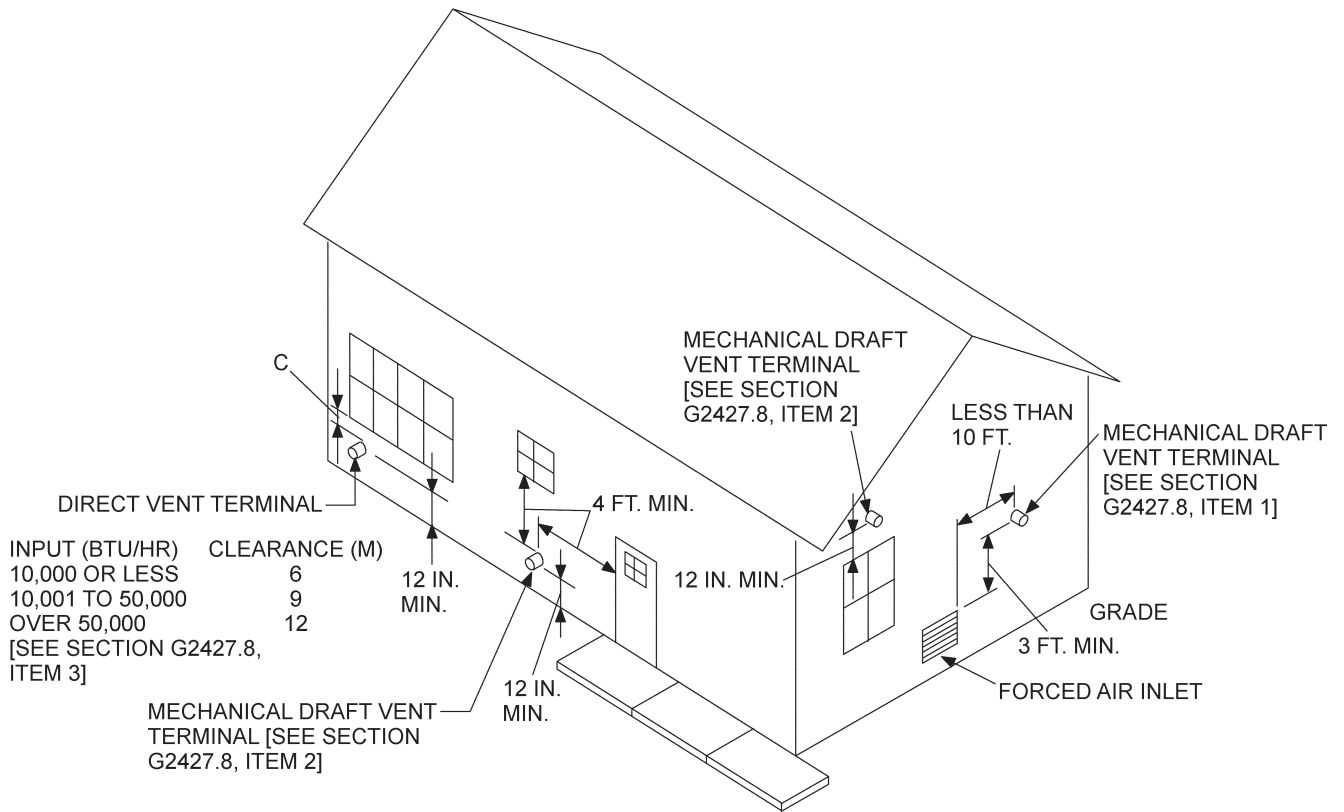 MECHANICAL DRAFT
VENT TERMINAL
[SEE SECTION
G2427.8, ITEM 2]
LESS THAN
10 FT.
MECHANICAL DRAFT
VENT TERMINAL
[SEE SECTION
G2427.8, ITEM 1]
C
DIRECT VENT TERMINAL
4 FT. MIN.
INPUT (BTU/HR) CLEARANCE (M)
10,000 OR LESS 6
10,001 TO 50,000 9
OVER 50,000 12
[SEE SECTION G2427.8,
ITEM 3]
12 IN.
MIN.
12 IN. MIN.
GRADE
3 FT. MIN.
FORCED AIR INLET
12 IN.
MIN.
MECHANICAL DRAFT VENT
TERMINAL [SEE SECTION
G2427.8, ITEM 2]